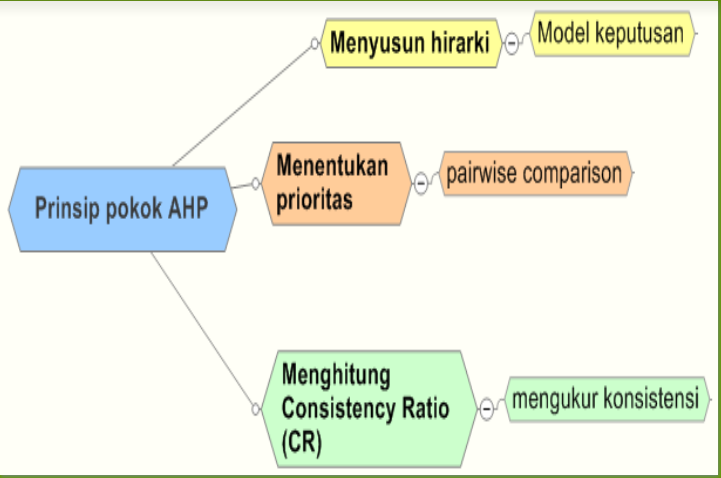 Prinsip pokok AHP
Menyusun hirarki
Model keputusan
Menentukan
prioritas
pairwise comparison
Menghitung
Consistency Ratio
(CR)
mengukur konsistensi